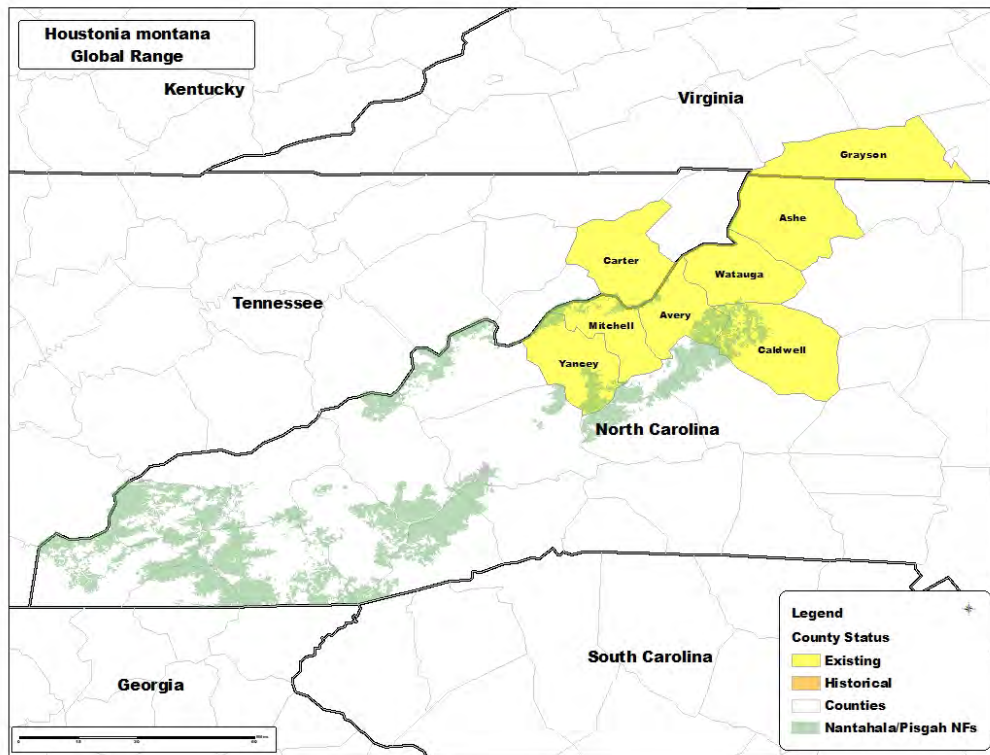 Houstonia montana
Global Range
Kentucky
Virginia
Grayson
Ashe
Carter
Watauga
Tennessee
Avery
Mitchell
Caldwell
Yancey
North Carolina
South Carolina
Georgia
Legend
County Status
Existing
Historical
Counties
Nantahala/Pisgah NFs